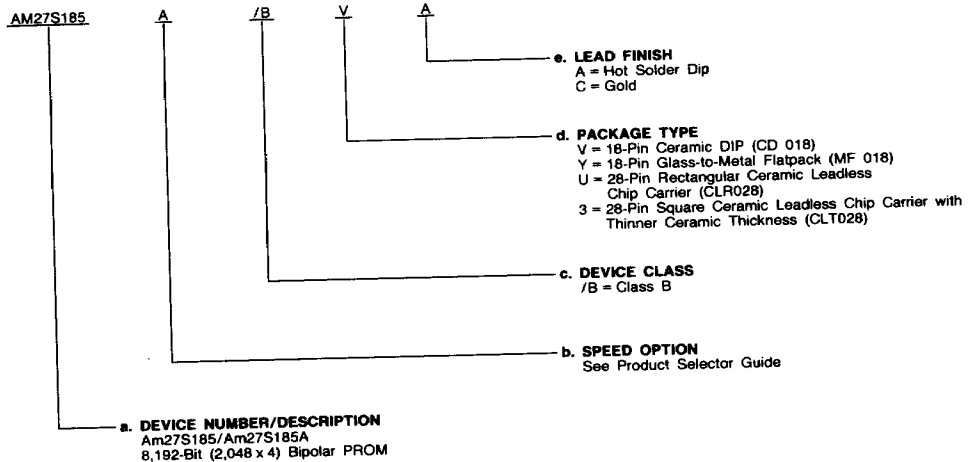 AM27S185 A /B V A
e. LEAD FINISH
A = Hot Solder Dip
C = Gold
d. PACKAGE TYPE
V = 18-Pin Ceramic DIP (CD 018)
Y = 18-Pin Glass-to-Metal Flatpack (MF 018)
U = 28-Pin Rectangular Ceramic Leadless
Chip Carrier (CLR028)
3 = 28-Pin Square Ceramic Leadless Chip Carrier with
Thinner Ceramic Thickness (CLT028)
c. DEVICE CLASS
/B = Class B
b. SPEED OPTION
See Product Selector Guide
a. DEVICE NUMBER/DESCRIPTION
Am27S185/Am27S185A
8,192-Bit (2,048 x 4) Bipolar PROM